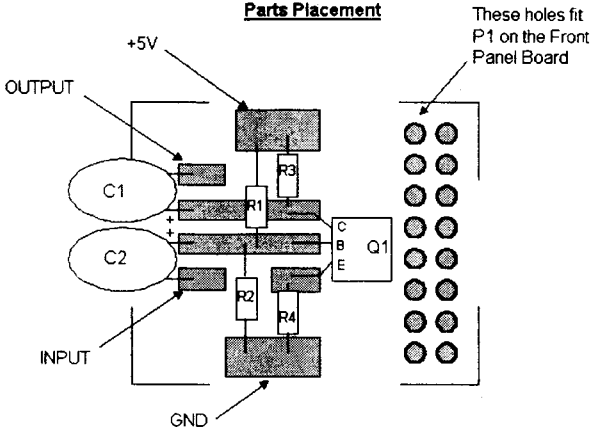 Parts Placement
These holes fit
P1 on the Front
Panel Board
+5V
OUTPUT
C1
R3
R1
+
+
C
B
E
Q1
C2
R2
R4
INPUT
GND